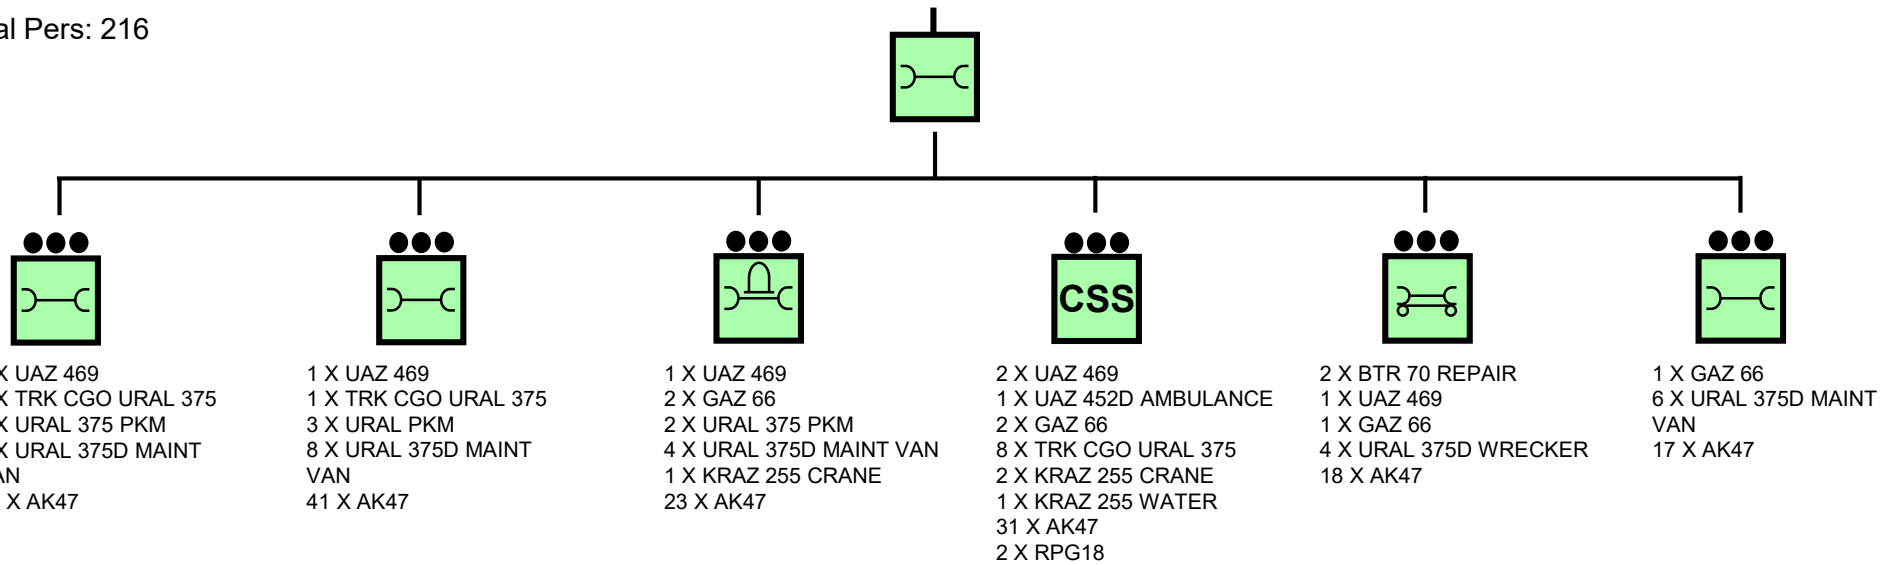 Pers: 216
CSS
X UAZ 469
X TRK CGO URAL 375
X URAL 375 PKM
X URAL 375D MAINT
X AK47
1 X UAZ 469
1 X TRK CGO URAL 375
3 X URAL PKM
8 X URAL 375D MAINT
VAN
41 X AK47
1 X UAZ 469
2 X GAZ 66
2 X URAL 375 PKM
4 X URAL 375D MAINT VAN
1 X KRAZ 255 CRANE
23 X AK47
2 X UAZ 469
1 X UAZ 452D AMBULANCE
2 X GAZ 66
8 X TRK CGO URAL 375
2 X KRAZ 255 CRANE
1 X KRAZ 255 WATER
31 X AK47
2 X RPG18
2 X BTR 70 REPAIR
1 X UAZ 469
1 X GAZ 66
4 X URAL 375D WRECKER
18 X AK47
1 X GAZ 66
6 X URAL 375D MAINT
VAN
17 X AK47